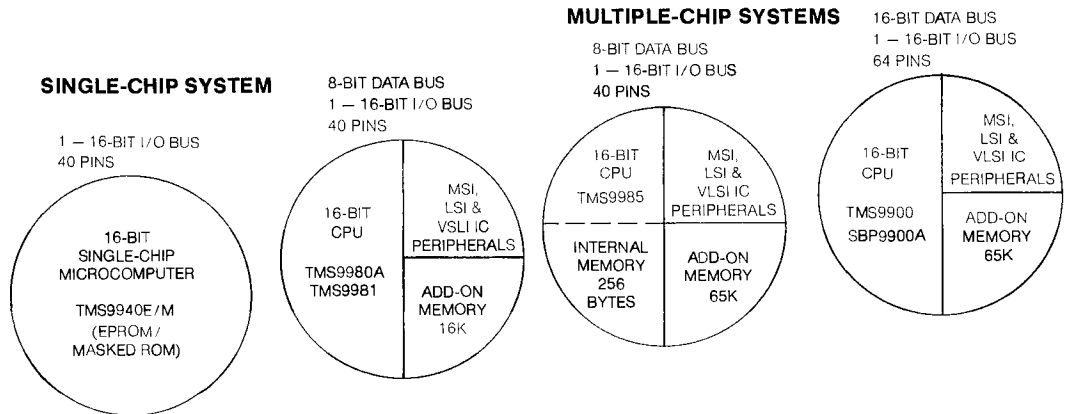 SINGLE-CHIP SYSTEM
1 — 16-BIT I/O BUS
40 PINS
16-BIT
SINGLE-CHIP
MICROCOMPUTER
TMS9940E/M
(EPROM/
MASKED ROM)
MULTIPLE-CHIP SYSTEMS
8-BIT DATA BUS
1 — 16-BIT I/O BUS
40 PINS
16-BIT
CPU
TMS9980A
TMS9981
MSI,
LSI &
VSLI IC
PERIPHERALS
ADD-ON
MEMORY
16K
8-BIT DATA BUS
1 — 16-BIT I/O BUS
40 PINS
16-BIT
CPU
TMS9985
INTERNAL
MEMORY
256
BYTES
MSI,
LSI &
VLSI IC
PERIPHERALS
ADD-ON
MEMORY
65K
16-BIT DATA BUS
1 — 16-BIT I/O BUS
64 PINS
16-BIT
CPU
TMS9900
SBP9900A
MSI,
LSI &
VLSI IC
PERIPHERALS
ADD-ON
MEMORY
65K